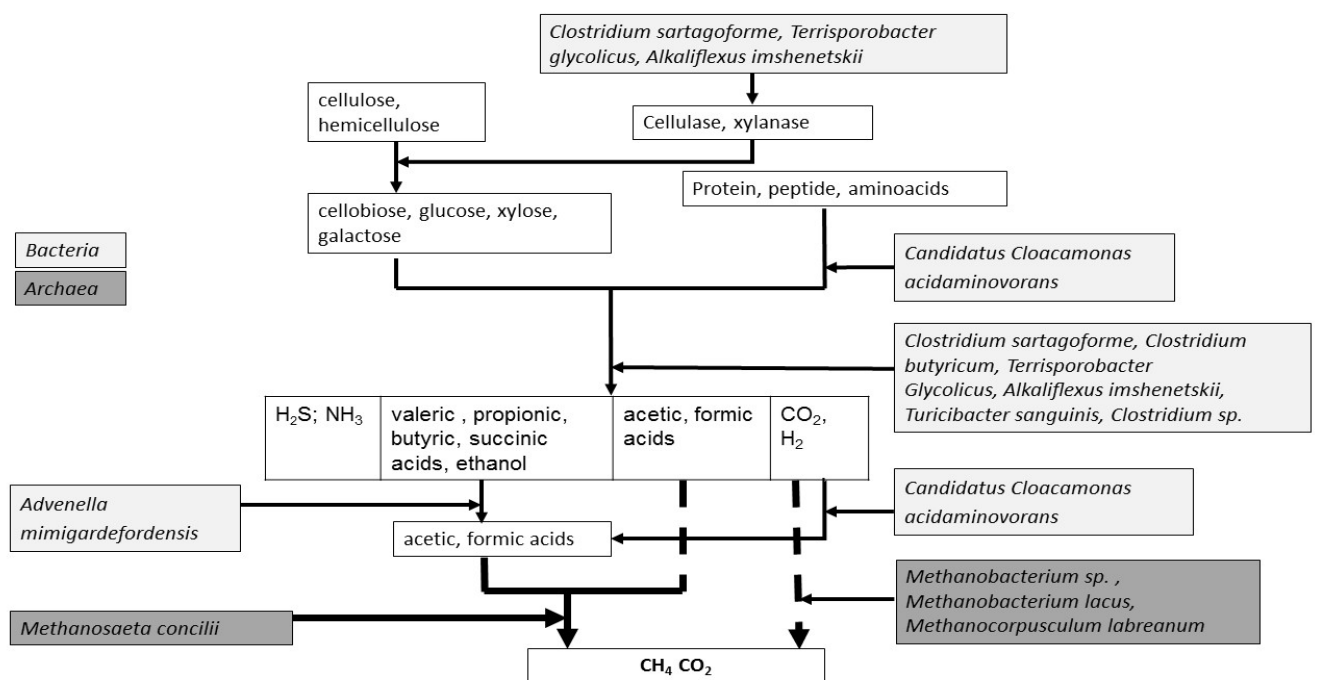 Clostridium sartagoforme, Terrisporobacter
glycolicus, Alkaliflexus imshenetskii
cellulose,
hemicellulose
Cellulase, xylanase
Protein, peptide, aminoacids
cellobiose, glucose, xylose,
galactose
Bacteria
Archaea
Candidatus Cloacamonas
acidaminovorans
Clostridium sartagoforme, Clostridium
butyricum, Terrisporobacter
Glycolicus, Alkaliflexus imshenetskii,
Turicibacter sanguinis, Clostridium sp.
H₂S; NH₃
valeric , propionic,
butyric, succinic
acids, ethanol
acetic, formic
acids
CO₂,
H₂
Advenella
mimigardefordensis
Candidatus Cloacamonas
acidaminovorans
acetic, formic acids
Methanobacterium sp. ,
Methanobacterium lacus,
Methanocorpusculum labreanum
Methanosaeta concilii
CH₄ CO₂